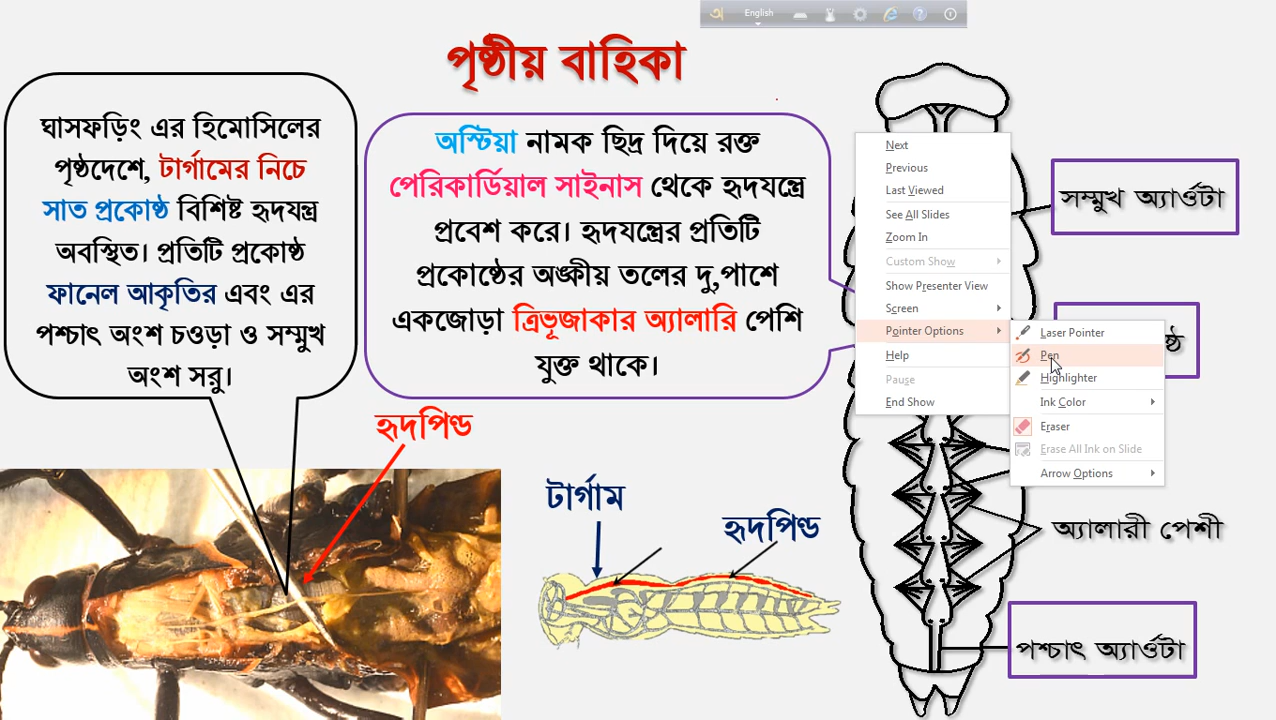 English
পৃষ্ঠীয় বাহিকা
ঘাসফড়িং এর হিমোসিলের
পৃষ্ঠদেশে, টার্গামের নিচে
সাত প্রকোষ্ঠ বিশিষ্ট হৃদযন্ত্র
অবস্থিত। প্রতিটি প্রকোষ্ঠ
ফানেল আকৃতির এবং এর
পশ্চাৎ অংশ চওড়া ও সম্মুখ
অংশ সরু।
অস্টিয়া নামক ছিদ্র দিয়ে রক্ত
পেরিকার্ডিয়াল সাইনাস থেকে হৃদযন্ত্রে
প্রবেশ করে। হৃদযন্ত্রের প্রতিটি
প্রকোষ্ঠের অঙ্কীয় তলের দু,পাশে
একজোড়া ত্রিভূজাকার অ্যালারি পেশি
যুক্ত থাকে।
Next
Previous
Last Viewed
See All Slides
Zoom In
Custom Show
Show Presenter View
Screen
Pointer Options
Help
Pause
End Show
Laser Pointer
Pen
Highlighter
Ink Color
Eraser
Erase All Ink on Slide
Arrow Options
সম্মুখ অ্যার্ওটা
হৃদপিন্ড
টার্গাম
হৃদপিন্ড
অ্যালারী পেশী
পশ্চাৎ অ্যার্ওটা